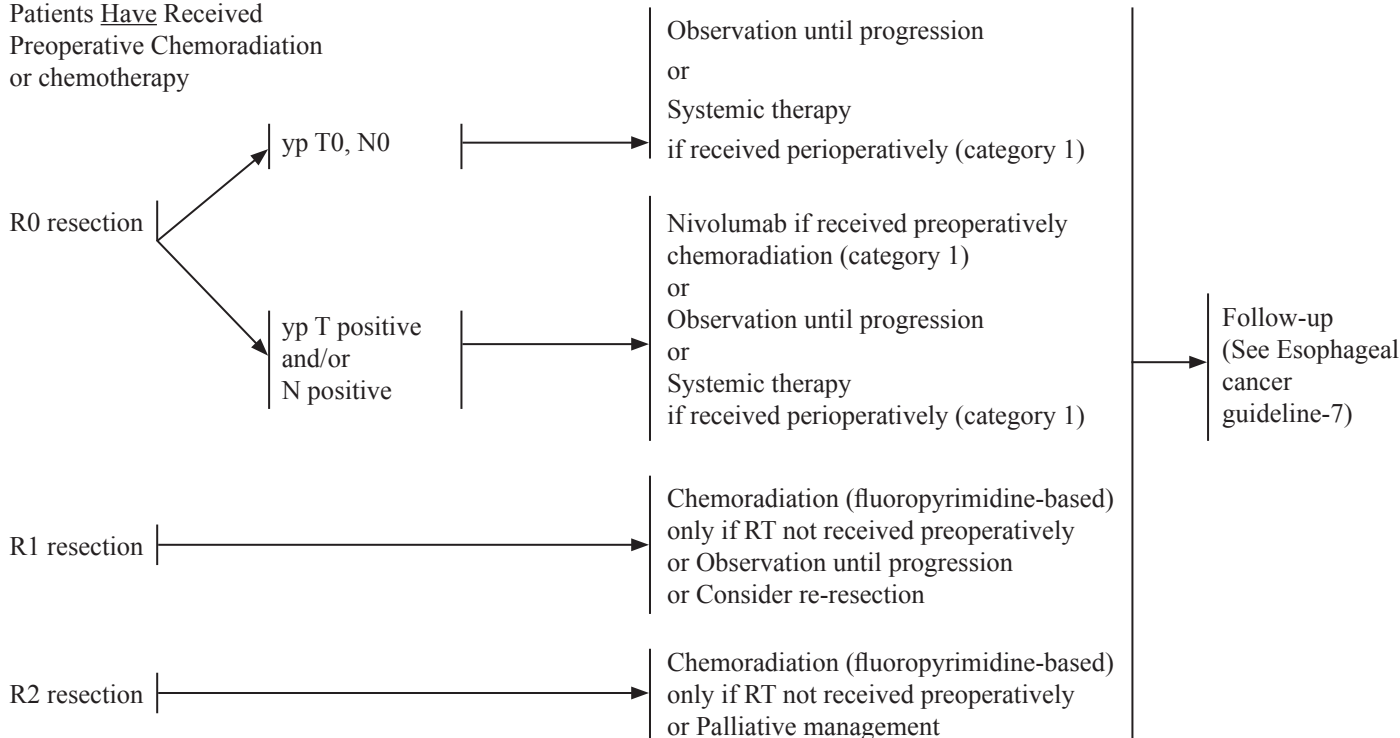 Patients Have Received
Preoperative Chemoradiation
or chemotherapy
R0 resection
yp T0, N0
Observation until progression
or
Systemic therapy
if received perioperatively (category 1)
yp T positive
and/or
N positive
Nivolumab if received preoperatively
chemoradiation (category 1)
or
Observation until progression
or
Systemic therapy
if received perioperatively (category 1)
R1 resection
Chemoradiation (fluoropyrimidine-based)
only if RT not received preoperatively
or Observation until progression
or Consider re-resection
R2 resection
Chemoradiation (fluoropyrimidine-based)
only if RT not received preoperatively
or Palliative management
Follow-up
(See Esophageal
cancer
guideline-7)